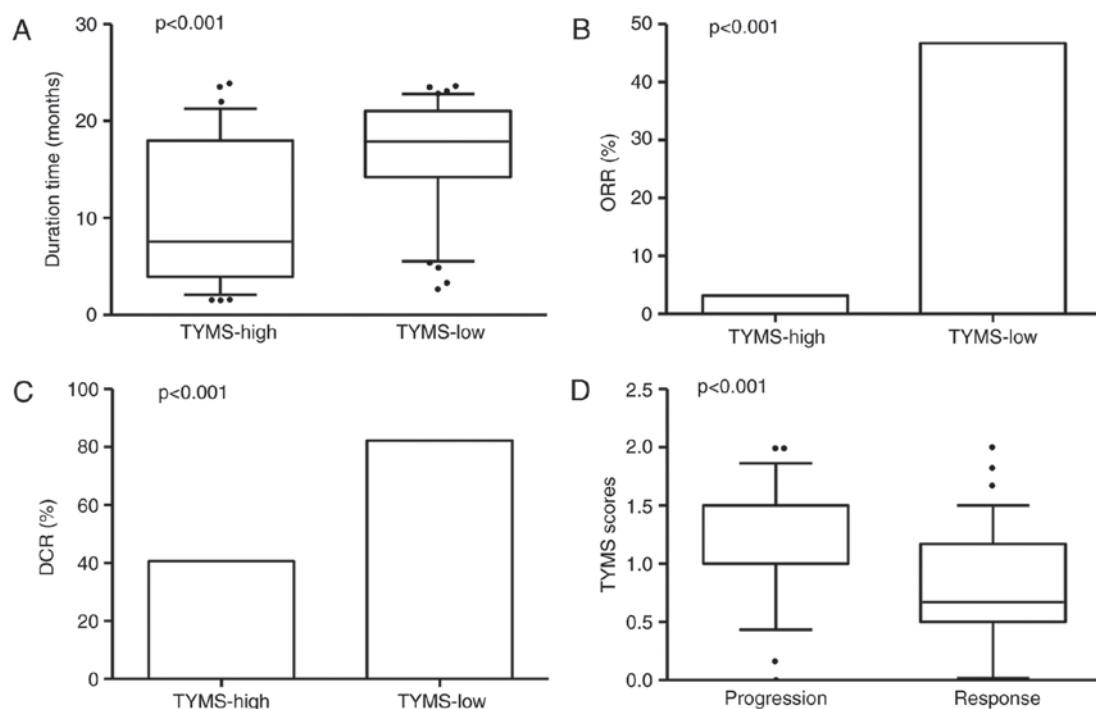 A
p<0.001
Duration time (months)
30
20
10
0
TYMS-high
TYMS-low
B
p<0.001
ORR (%)
50
40
30
20
10
0
TYMS-high
TYMS-low
C
p<0.001
DCR (%)
100
80
60
40
20
0
TYMS-high
TYMS-low
D
p<0.001
TYMS scores
2.5
2.0
1.5
1.0
0.5
0.0
Progression
Response